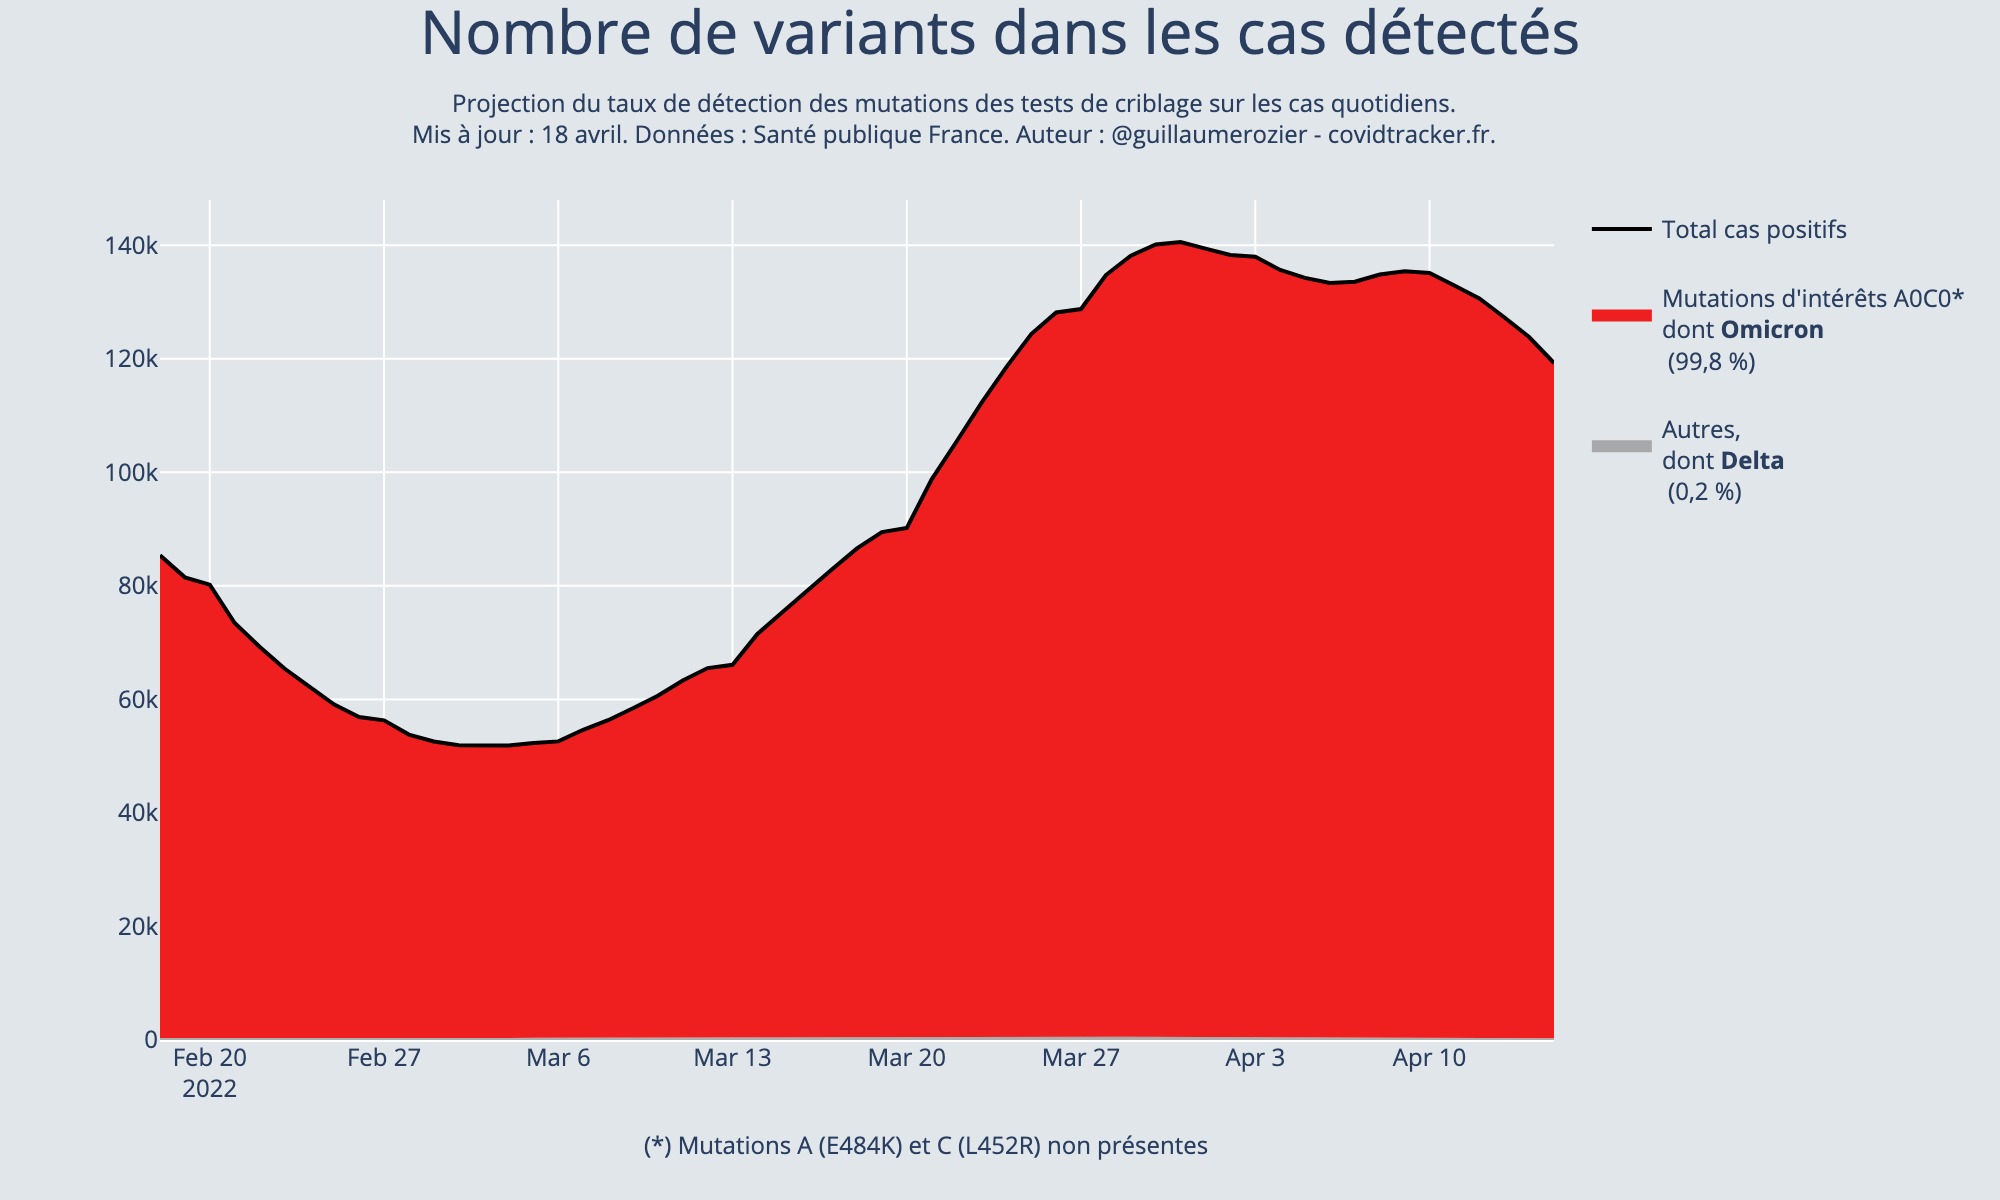 Nombre de variants dans les cas détectés
Projection du taux de détection des mutations des tests de criblage sur les cas quotidiens.
Mis à jour : 18 avril. Données : Santé publique France. Auteur : @guillaumerozier - covidtracker.fr.
140k
120k
100k
80k
60k
40k
20k
0
Feb 20
2022
Feb 27
Mar 6
Mar 13
Mar 20
Mar 27
Apr 3
Apr 10
Total cas positifs
Mutations d'intérêts A0C0*
dont Omicron
(99,8 %)
Autres,
dont Delta
(0,2 %)
(*) Mutations A (E484K) et C (L452R) non présentes